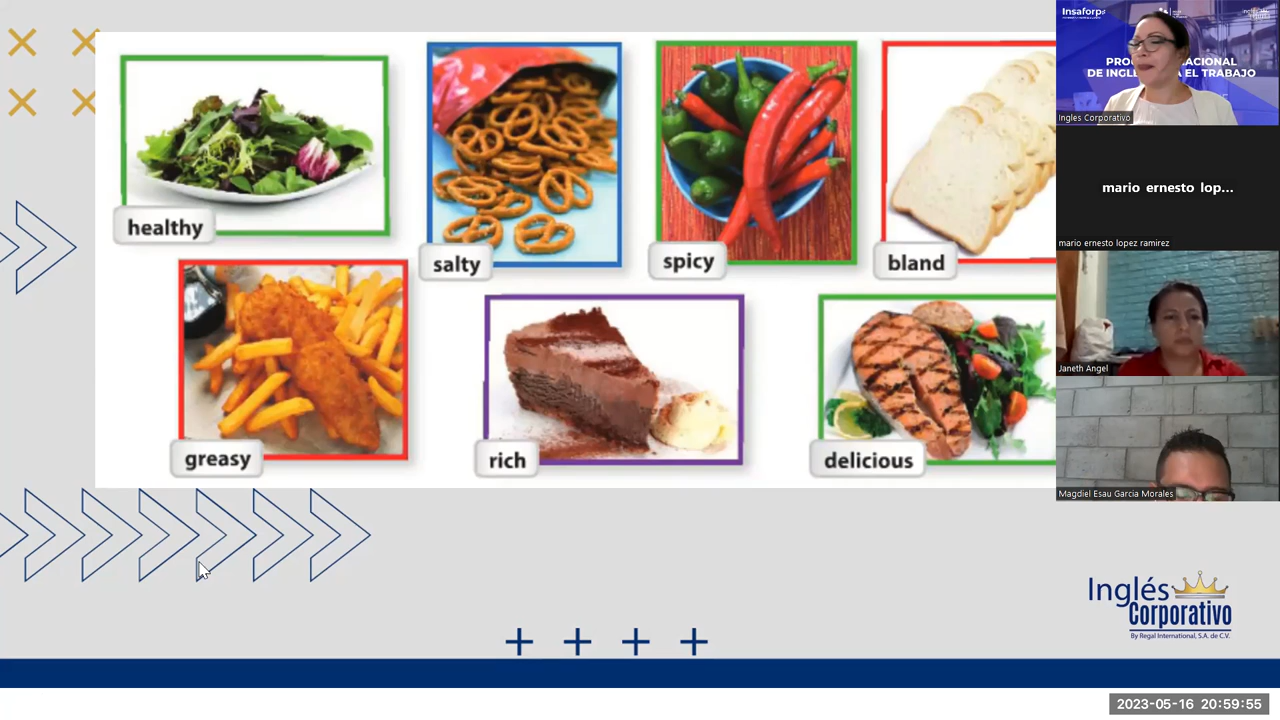 healthy
salty
spicy
bland
greasy
rich
delicious
Insaforp
DE INGL
A EL TRABAJO
Ingles Corporativo
mario ernesto lop...
mario ernesto lopez ramirez
Janeth Angel
Magdiel Esau Garcia Morales
Inglés
Corporativo
By Regal International, S.A. de C.V.
2023-05-16 20:59:55